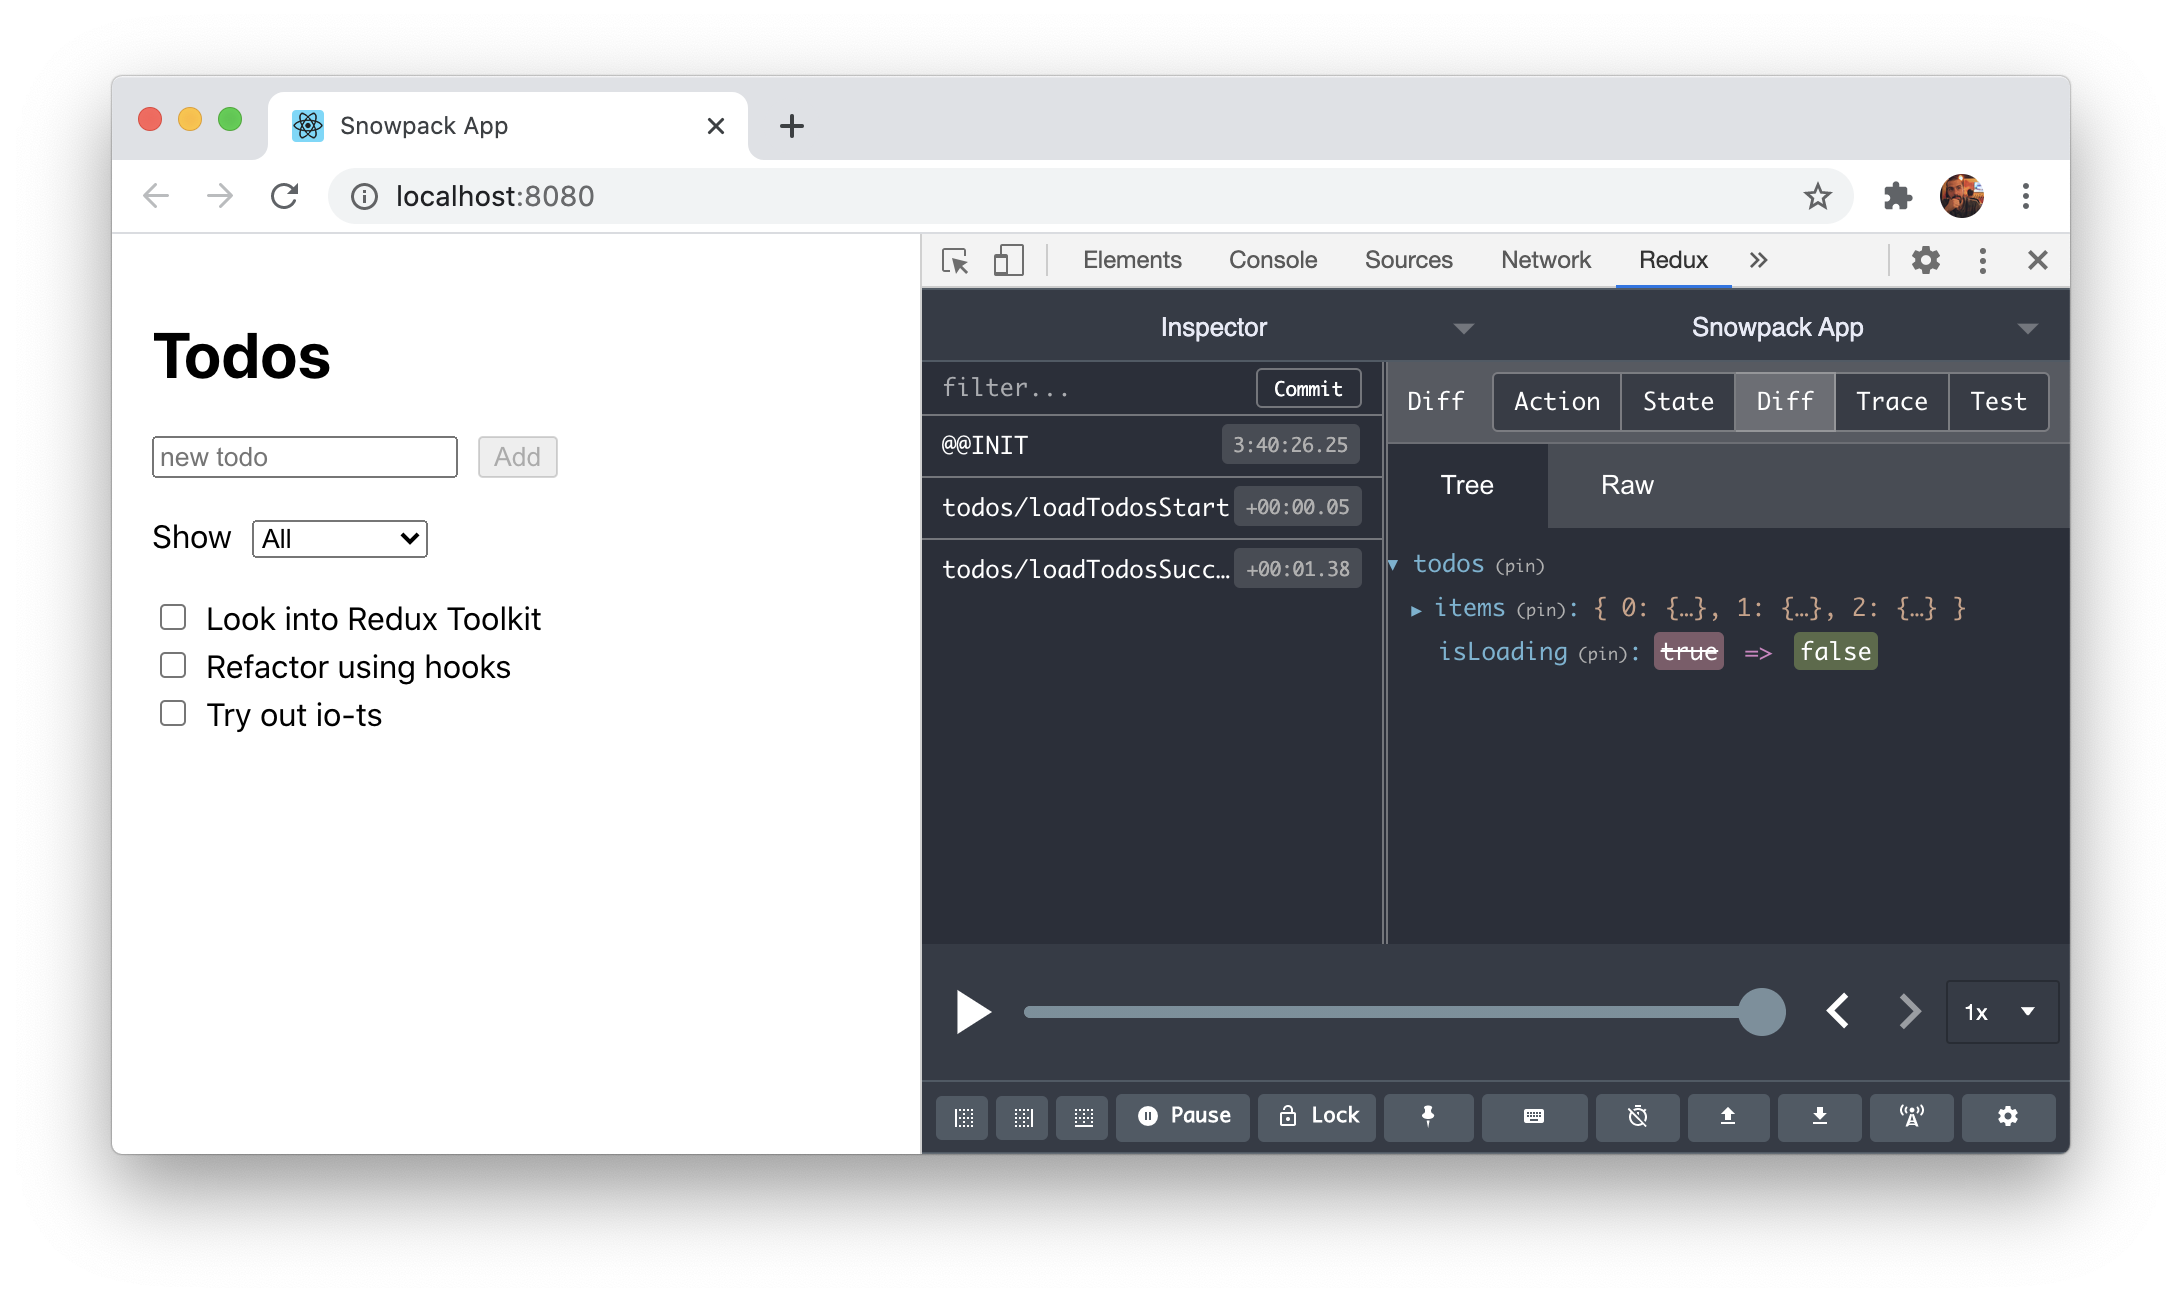 Snowpack App
localhost:8080
Todos
new todo Add
Show All
Look into Redux Toolkit
Refactor using hooks
Try out io-ts
Elements Console Sources Network Redux
Inspector Snowpack App
filter... Commit
@@INIT 3:40:26.25
todos/loadTodosStart +00:00.05
todos/loadTodosSucc… +00:01.38
Diff Action State Diff Trace Test
Tree Raw
todos (pin)
items (pin): { 0: {…}, 1: {…}, 2: {…} }
isLoading (pin): true => false
1x
Pause Lock